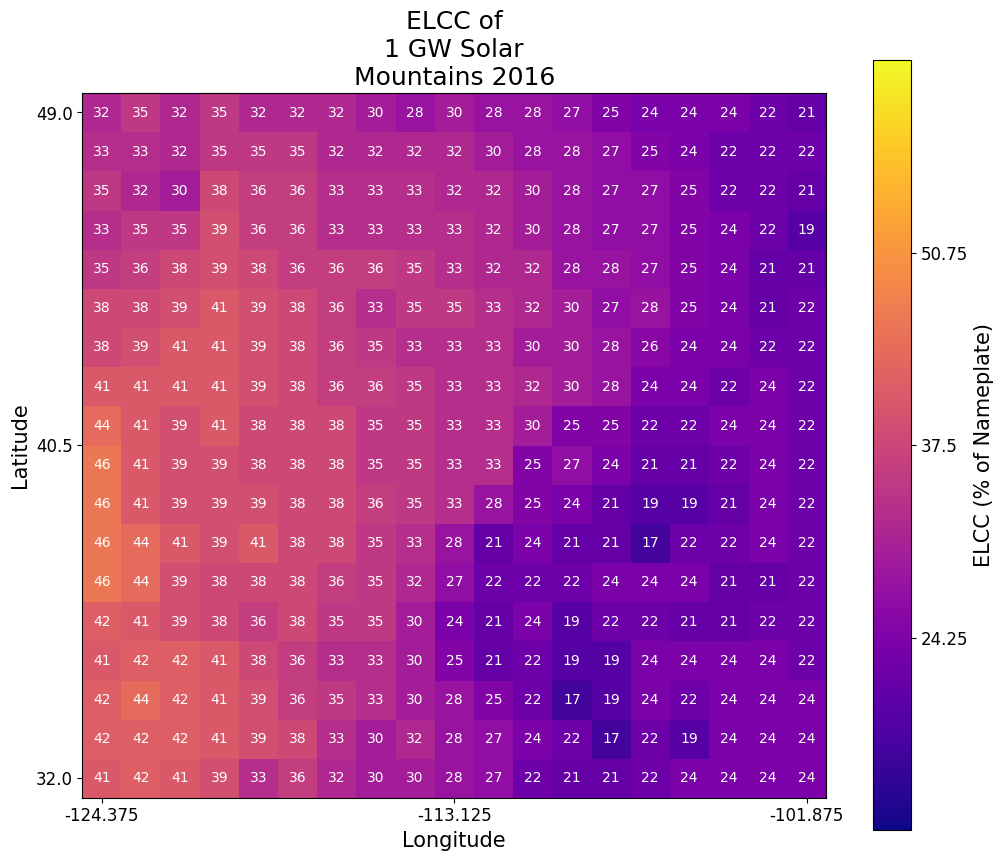 ELCC of
1 GW Solar
Mountains 2016
49.0 32 35 32 35 32 32 32 30 28 30 28 28 27 25 24 24 24 22 21
33 33 32 35 35 35 32 32 32 32 30 28 28 27 25 24 22 22 22
35 32 30 38 36 36 33 33 33 32 32 30 28 27 27 25 22 22 21
33 35 35 39 36 36 33 33 33 33 32 30 28 27 27 25 24 22 19
35 36 38 39 38 36 36 36 35 33 32 32 28 28 27 25 24 21 21
38 38 39 41 39 38 36 33 35 35 33 32 30 27 28 25 24 21 22
38 39 41 41 39 38 36 35 33 33 33 30 30 28 26 24 24 22 22
41 41 41 41 39 38 36 36 35 33 33 32 30 28 24 24 22 24 22
40.5 44 41 39 41 38 38 38 35 35 33 33 30 25 25 22 22 24 24 22
46 41 39 39 38 38 38 35 35 33 33 25 27 24 21 21 22 24 22
46 41 39 39 39 38 38 36 35 33 28 25 24 21 19 19 21 24 22
46 44 41 39 41 38 38 35 33 28 21 24 21 21 17 22 22 24 22
46 44 39 38 38 38 36 35 32 27 22 22 22 24 24 24 21 21 22
42 41 39 38 36 38 35 35 30 24 21 24 19 22 22 21 21 22 22
41 42 42 41 38 36 33 33 30 25 21 22 19 19 24 24 24 24 22
42 44 42 41 39 36 35 33 30 28 25 22 17 19 24 22 24 24 24
42 42 42 41 39 38 33 30 32 28 27 24 22 17 22 19 24 24 24
32.0 41 42 41 39 33 36 32 30 30 28 27 22 21 21 22 24 24 24 24
-124.375 -113.125 -101.875
Longitude
Latitude
50.75
37.5
24.25
ELCC (% of Nameplate)